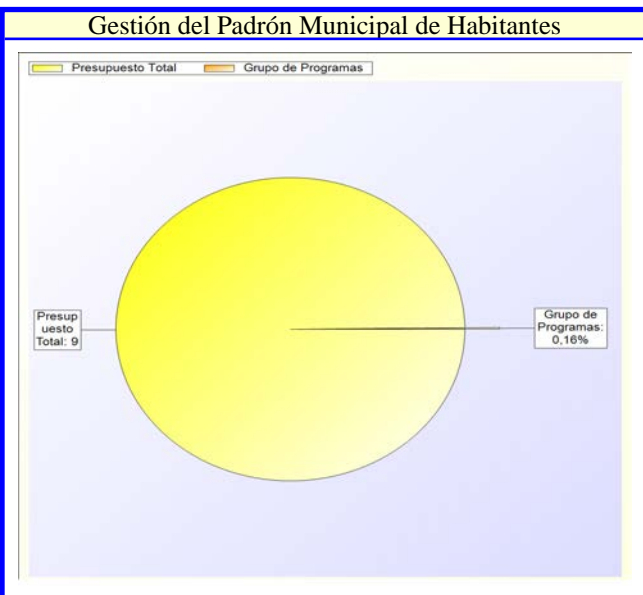 Gestión del Padrón Municipal de Habitantes
Presupuesto Total
Grupo de Programas
Presup
uesto
Total: 9
Grupo de
Programas:
0,16%